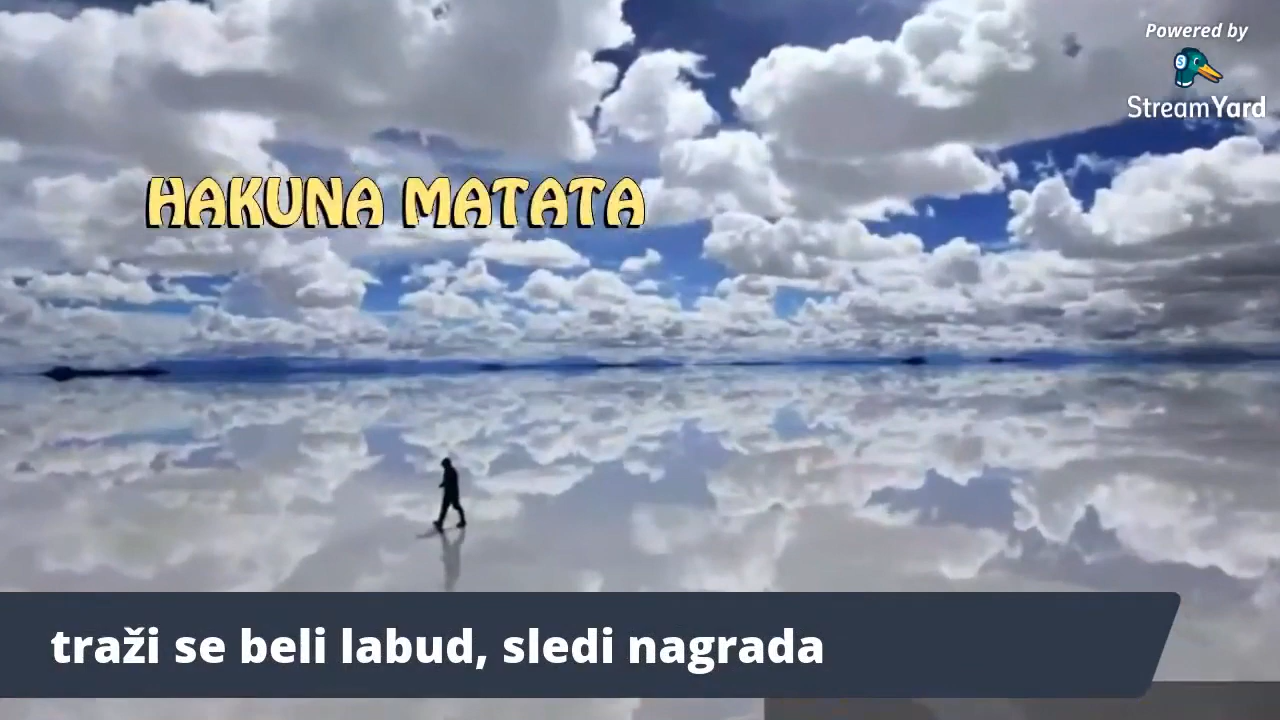 Powered by
StreamYard
HAKUNA MATATA
traži se beli labud, sledi nagrada